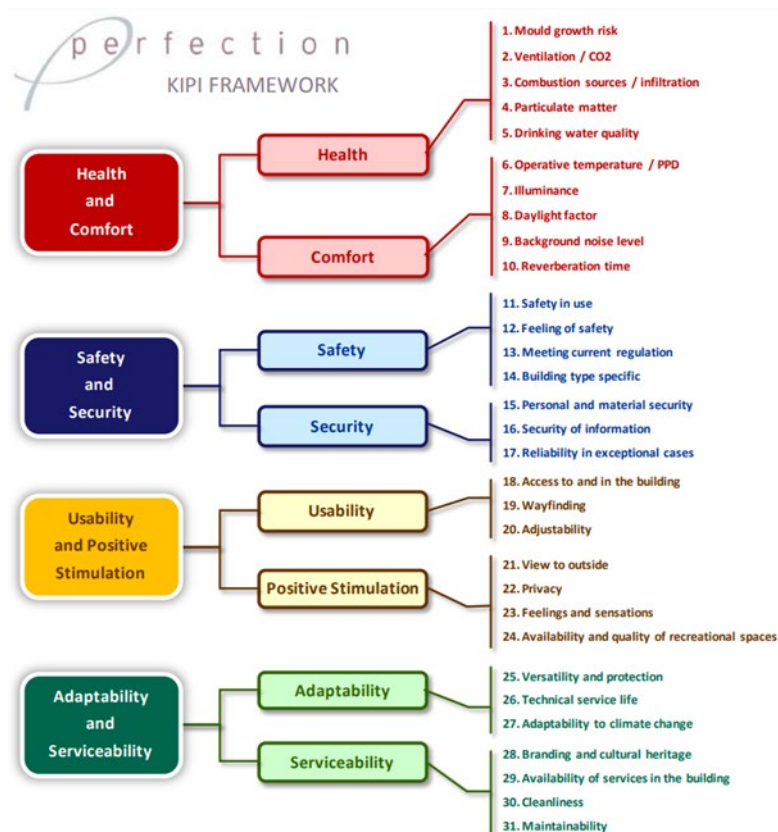 perfection
KIPI FRAMEWORK
Health
and
Comfort
Health
1. Mould growth risk
2. Ventilation / CO2
3. Combustion sources / infiltration
4. Particulate matter
5. Drinking water quality
Comfort
6. Operative temperature / PPD
7. Illuminance
8. Daylight factor
9. Background noise level
10. Reverberation time
Safety
and
Security
Safety
11. Safety in use
12. Feeling of safety
13. Meeting current regulation
14. Building type specific
Security
15. Personal and material security
16. Security of information
17. Reliability in exceptional cases
Usability
and Positive
Stimulation
Usability
18. Access to and in the building
19. Wayfinding
20. Adjustability
Positive Stimulation
21. View to outside
22. Privacy
23. Feelings and sensations
24. Availability and quality of recreational spaces
Adaptability
and
Serviceability
Adaptability
25. Versatility and protection
26. Technical service life
27. Adaptability to climate change
Serviceability
28. Branding and cultural heritage
29. Availability of services in the building
30. Cleanliness
31. Maintainability